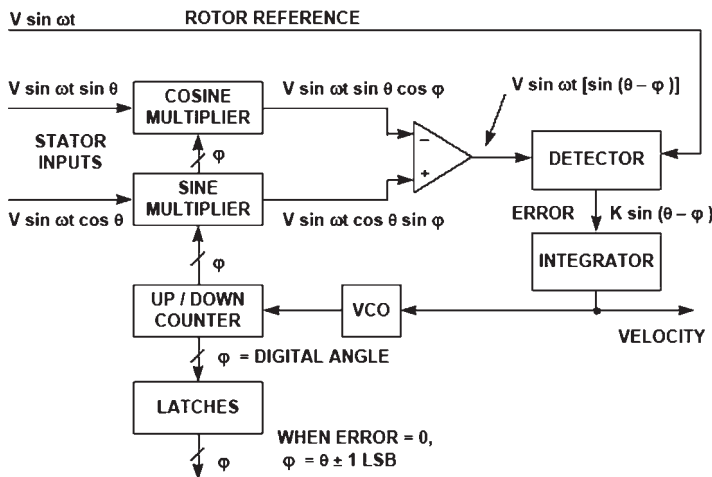 V sin ωt
ROTOR REFERENCE
V sin ωt sin θ
COSINE
MULTIPLIER
V sin ωt sin θ cos φ
V sin ωt [sin (θ – φ)]
STATOR
INPUTS
φ
–
+
DETECTOR
SINE
MULTIPLIER
V sin ωt cos θ
V sin ωt cos θ sin φ
ERROR
K sin (θ – φ)
φ
INTEGRATOR
UP / DOWN
COUNTER
VCO
VELOCITY
φ = DIGITAL ANGLE
LATCHES
WHEN ERROR = 0,
φ = θ ± 1 LSB
φ